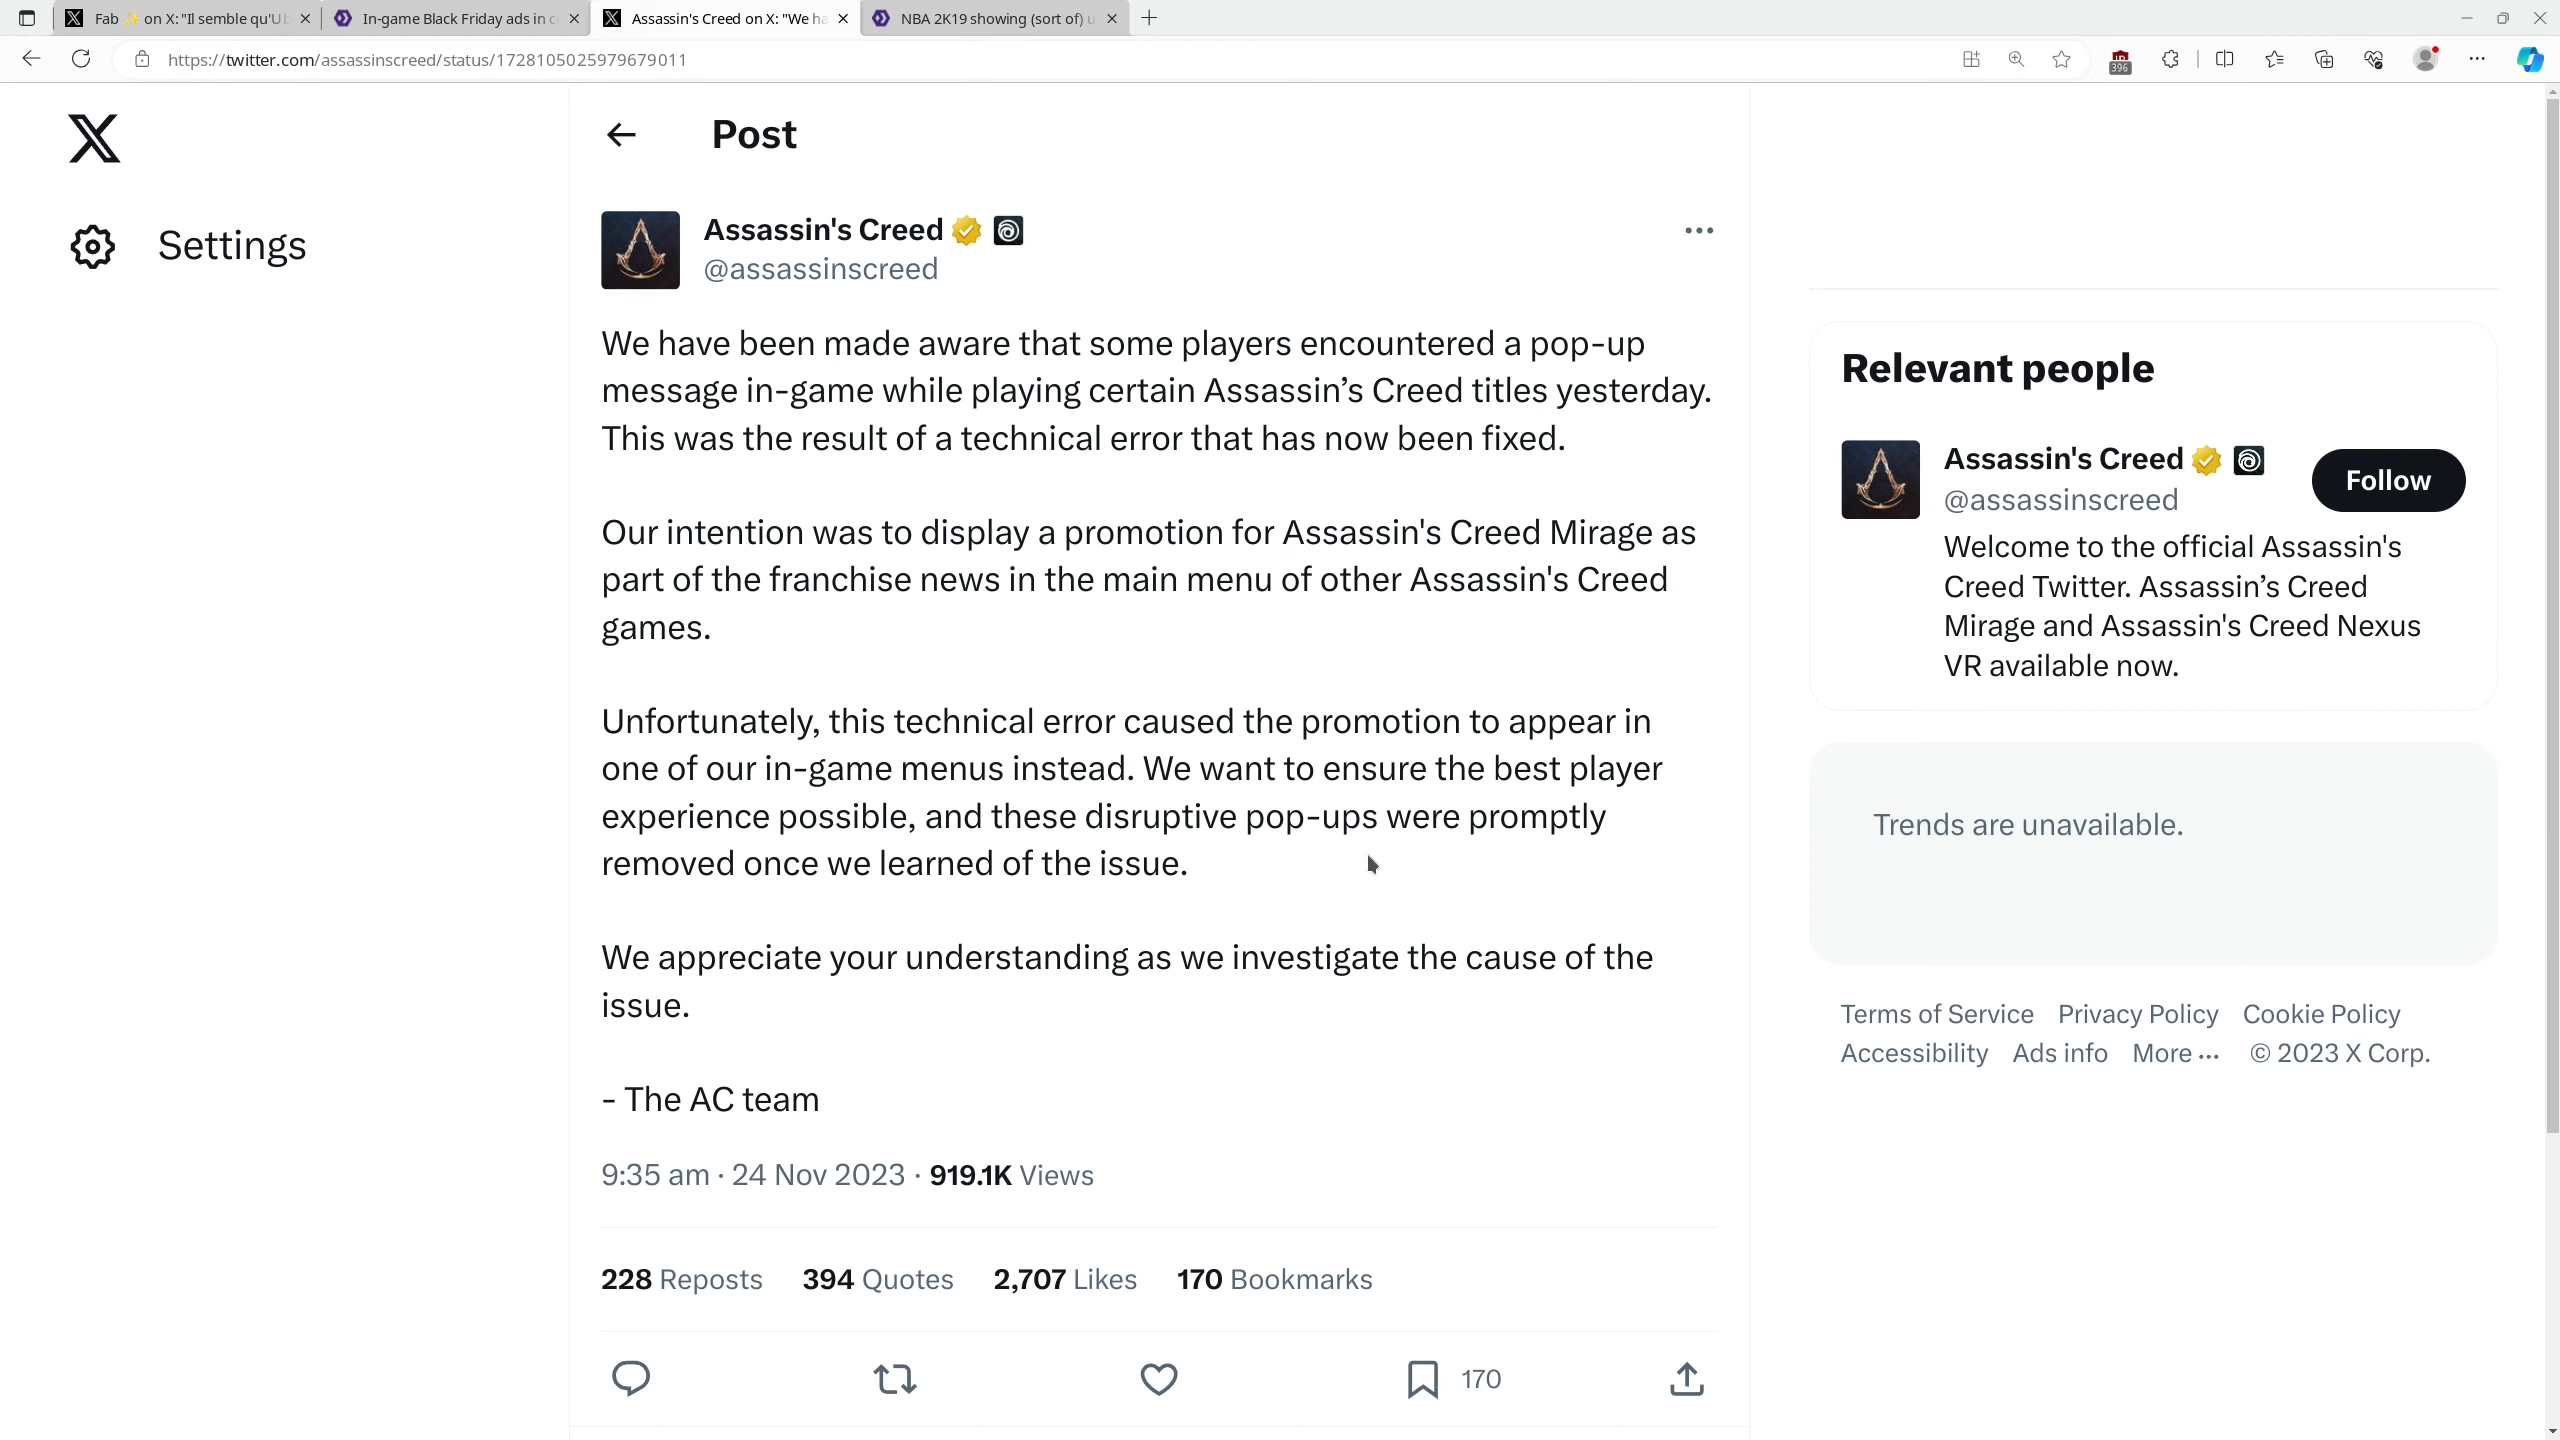 Fab ✨ on X: "Il semble qu'Ub
In-game Black Friday ads in c
Assassin's Creed on X: "We ha
NBA 2K19 showing (sort of) u
https://twitter.com/assassinscreed/status/1728105025979679011
396
Settings
Post
Assassin's Creed
@assassinscreed
We have been made aware that some players encountered a pop-up
message in-game while playing certain Assassin’s Creed titles yesterday.
This was the result of a technical error that has now been fixed.
Our intention was to display a promotion for Assassin's Creed Mirage as
part of the franchise news in the main menu of other Assassin's Creed
games.
Unfortunately, this technical error caused the promotion to appear in
one of our in-game menus instead. We want to ensure the best player
experience possible, and these disruptive pop-ups were promptly
removed once we learned of the issue.
We appreciate your understanding as we investigate the cause of the
issue.
- The AC team
9:35 am · 24 Nov 2023 · 919.1K Views
228 Reposts 394 Quotes 2,707 Likes 170 Bookmarks
170
Relevant people
Assassin's Creed
@assassinscreed
Follow
Welcome to the official Assassin's
Creed Twitter. Assassin’s Creed
Mirage and Assassin's Creed Nexus
VR available now.
Trends are unavailable.
Terms of Service Privacy Policy Cookie Policy
Accessibility Ads info More ··· © 2023 X Corp.